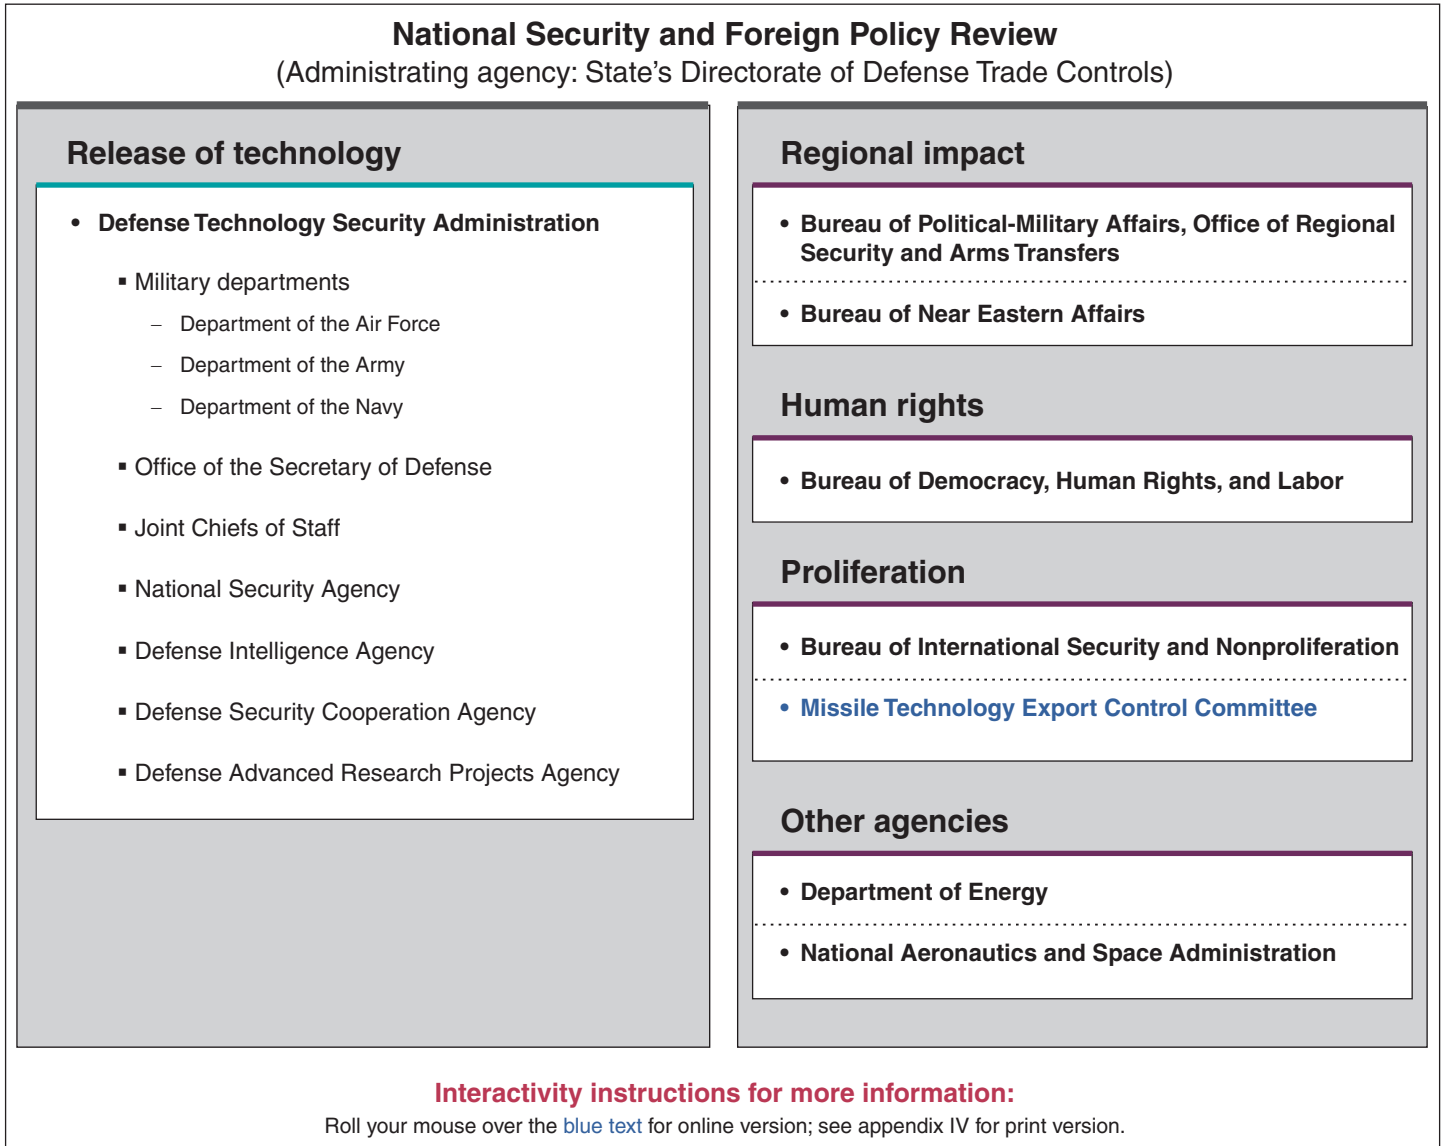 National Security and Foreign Policy Review
(Administrating agency: State's Directorate of Defense Trade Controls)
Release of technology
• Defense Technology Security Administration
▪ Military departments
– Department of the Air Force
– Department of the Army
– Department of the Navy
▪ Office of the Secretary of Defense
▪ Joint Chiefs of Staff
▪ National Security Agency
▪ Defense Intelligence Agency
▪ Defense Security Cooperation Agency
▪ Defense Advanced Research Projects Agency
Regional impact
• Bureau of Political-Military Affairs, Office of Regional
Security and Arms Transfers
• Bureau of Near Eastern Affairs
Human rights
• Bureau of Democracy, Human Rights, and Labor
Proliferation
• Bureau of International Security and Nonproliferation
• Missile Technology Export Control Committee
Other agencies
• Department of Energy
• National Aeronautics and Space Administration
Interactivity instructions for more information:
Roll your mouse over the blue text for online version; see appendix IV for print version.